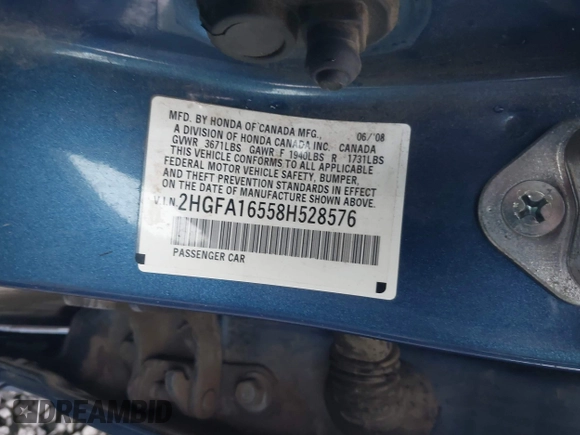 MFD. BY HONDA OF CANADA MFG., 06/08
A DIVISION OF HONDA CANADA INC. CANADA
GVWR 3671LBS GAWR F 1940LBS R 1731LBS
THIS VEHICLE CONFORMS TO ALL APPLICABLE
FEDERAL MOTOR VEHICLE SAFETY, BUMPER,
AND THEFT PREVENTION STANDARDS IN EFFECT
ON THE DATE OF MANUFACTURE SHOWN ABOVE.
V.I.N. 2HGFA16558H528576
PASSENGER CAR
DREAMBID